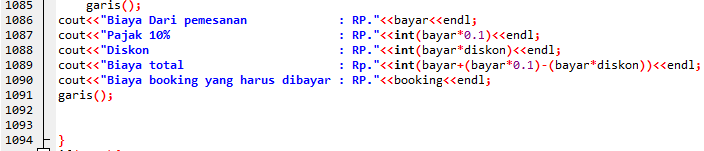 1085 garis();
1086 cout<<"Biaya Dari pemesanan : RP."<<bayar<<endl;
1087 cout<<"Pajak 10% : RP."<<int(bayar*0.1)<<endl;
1088 cout<<"Diskon : RP."<<int(bayar*diskon)<<endl;
1089 cout<<"Biaya total : Rp."<<int(bayar+(bayar*0.1)-(bayar*diskon))<<endl;
1090 cout<<"Biaya booking yang harus dibayar : RP."<<booking<<endl;
1091 garis();
1092
1093
1094 }